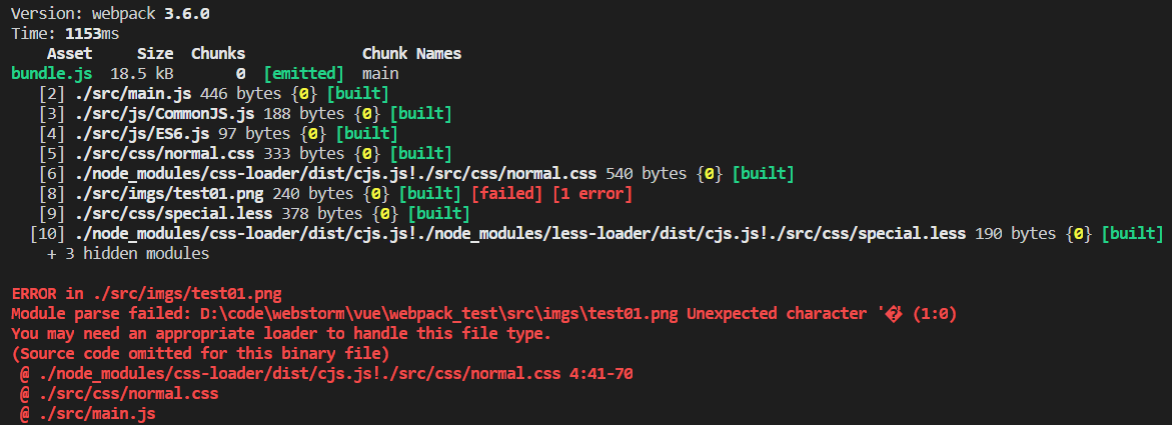 Version: webpack 3.6.0
Time: 1153ms
Asset Size Chunks Chunk Names
bundle.js 18.5 kB 0 [emitted] main
[2] ./src/main.js 446 bytes {0} [built]
[3] ./src/js/CommonJS.js 188 bytes {0} [built]
[4] ./src/js/ES6.js 97 bytes {0} [built]
[5] ./src/css/normal.css 333 bytes {0} [built]
[6] ./node_modules/css-loader/dist/cjs.js!./src/css/normal.css 540 bytes {0} [built]
[8] ./src/imgs/test01.png 240 bytes {0} [built] [failed] [1 error]
[9] ./src/css/special.less 378 bytes {0} [built]
[10] ./node_modules/css-loader/dist/cjs.js!./node_modules/less-loader/dist/cjs.js!./src/css/special.less 190 bytes {0} [built]
+ 3 hidden modules
ERROR in ./src/imgs/test01.png
Module parse failed: D:\code\webstorm\vue\webpack_test\src\imgs\test01.png Unexpected character '�' (1:0)
You may need an appropriate loader to handle this file type.
(Source code omitted for this binary file)
@ ./node_modules/css-loader/dist/cjs.js!./src/css/normal.css 4:41-70
@ ./src/css/normal.css
@ ./src/main.js